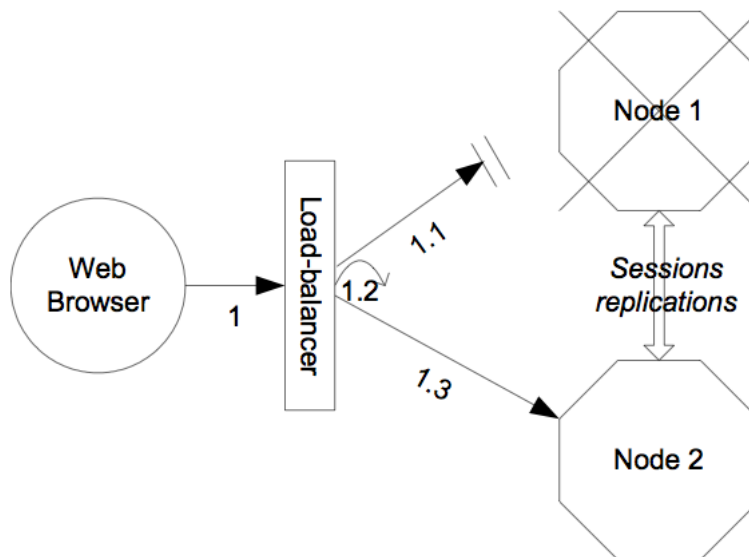 Node 1
Web
Browser
1
Load-balancer
1.1
1.2
1.3
Sessions
replications
Node 2